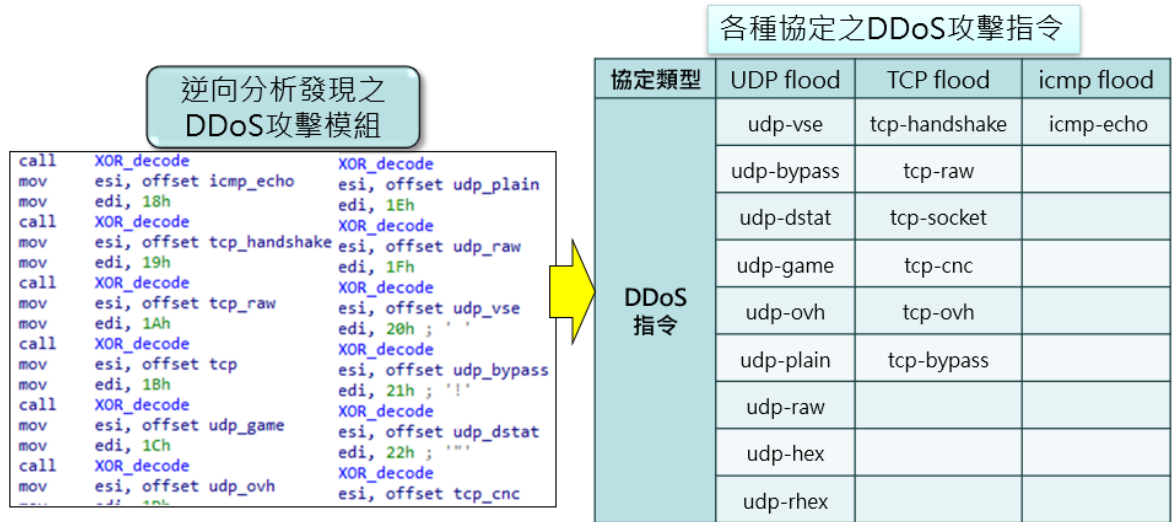 各種協定之DDoS攻擊指令
逆向分析發現之
DDoS攻擊模組
call XOR_decode
mov esi, offset icmp_echo
mov edi, 18h
call XOR_decode
mov esi, offset tcp_handshake
mov edi, 19h
call XOR_decode
mov esi, offset tcp_raw
mov edi, 1Ah
call XOR_decode
mov esi, offset tcp
mov edi, 1Bh
call XOR_decode
mov esi, offset udp_game
mov edi, 1Ch
call XOR_decode
mov esi, offset udp_ovh
XOR_decode
esi, offset udp_plain
edi, 1Eh
XOR_decode
esi, offset udp_raw
edi, 1Fh
XOR_decode
esi, offset udp_vse
edi, 20h ; ' '
XOR_decode
esi, offset udp_bypass
edi, 21h ; '!'
XOR_decode
esi, offset udp_dstat
edi, 22h ; '"'
XOR_decode
esi, offset tcp_cnc
協定類型 UDP flood TCP flood icmp flood
DDoS
指令
udp-vse tcp-handshake icmp-echo
udp-bypass tcp-raw
udp-dstat tcp-socket
udp-game tcp-cnc
udp-ovh tcp-ovh
udp-plain tcp-bypass
udp-raw
udp-hex
udp-rhex